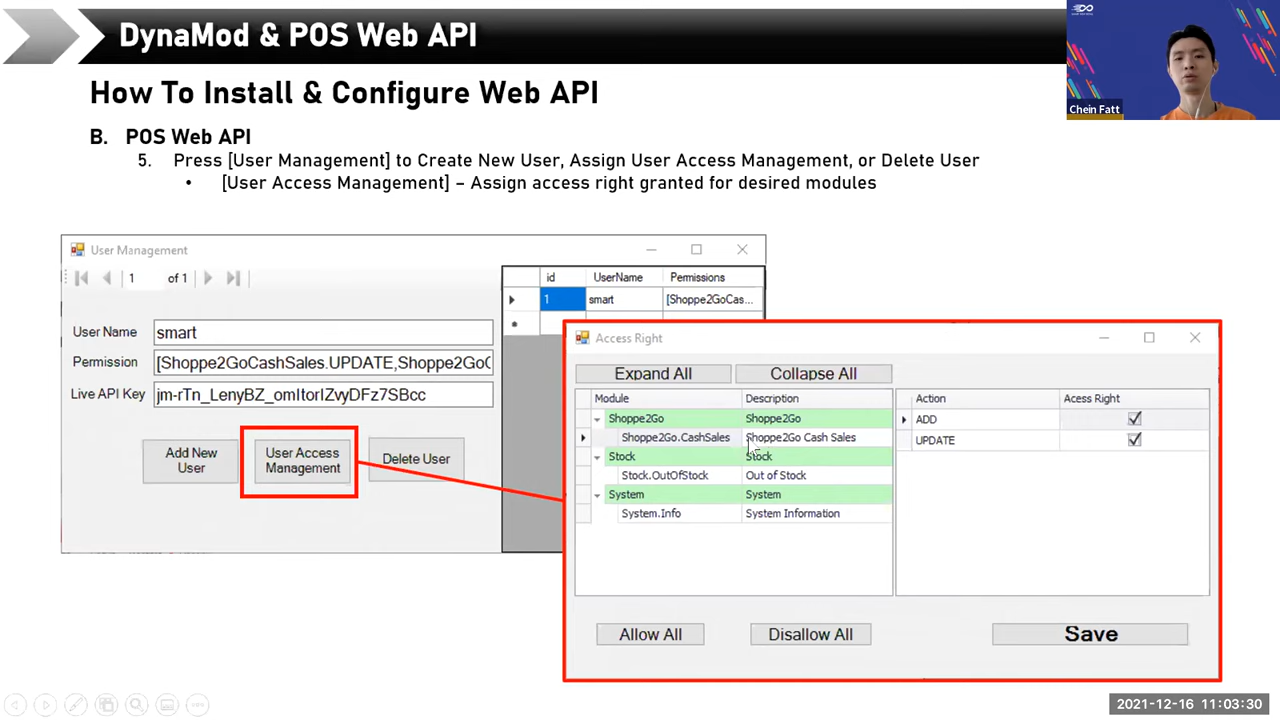 DynaMod & POS Web API
Chein Fatt
How To Install & Configure Web API
B. POS Web API
5. Press [User Management] to Create New User, Assign User Access Management, or Delete User
• [User Access Management] – Assign access right granted for desired modules
User Management
1 of 1
id UserName Permissions
1 smart [Shoppe2GoCas...
User Name smart
Permission [Shoppe2GoCashSales.UPDATE,Shoppe2GoC
Live API Key jm-rTn_LenyBZ_omItorIZvyDFz7SBcc
Add New
User
User Access
Management
Delete User
Access Right
Expand All Collapse All
Module Description
Shoppe2Go Shoppe2Go
Shoppe2Go.CashSales Shoppe2Go Cash Sales
Stock Stock
Stock.OutOfStock Out of Stock
System System
System.Info System Information
Action Acess Right
ADD
UPDATE
Allow All Disallow All Save
2021-12-16 11:03:30